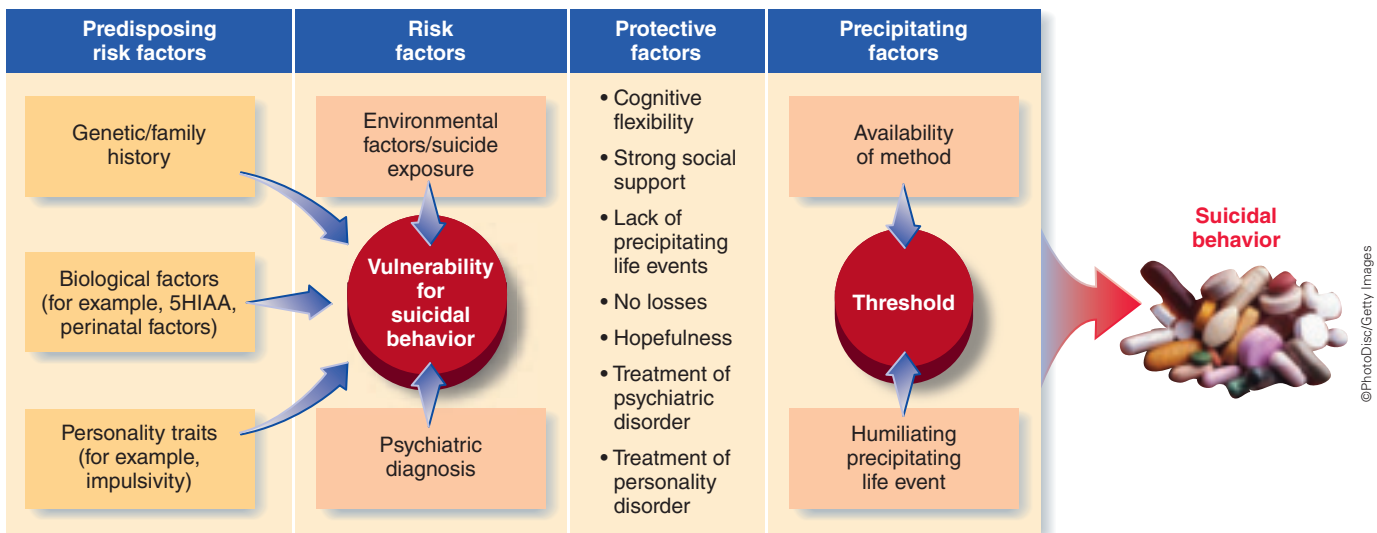 Predisposing
risk factors
Risk
factors
Protective
factors
Precipitating
factors
Genetic/family
history
Biological factors
(for example, 5HIAA,
perinatal factors)
Personality traits
(for example,
impulsivity)
Environmental
factors/suicide
exposure
Vulnerability
for
suicidal
behavior
Psychiatric
diagnosis
• Cognitive
flexibility
• Strong social
support
• Lack of
precipitating
life events
• No losses
• Hopefulness
• Treatment of
psychiatric
disorder
• Treatment of
personality
disorder
Availability
of method
Threshold
Humiliating
precipitating
life event
Suicidal
behavior
©PhotoDisc/Getty Images